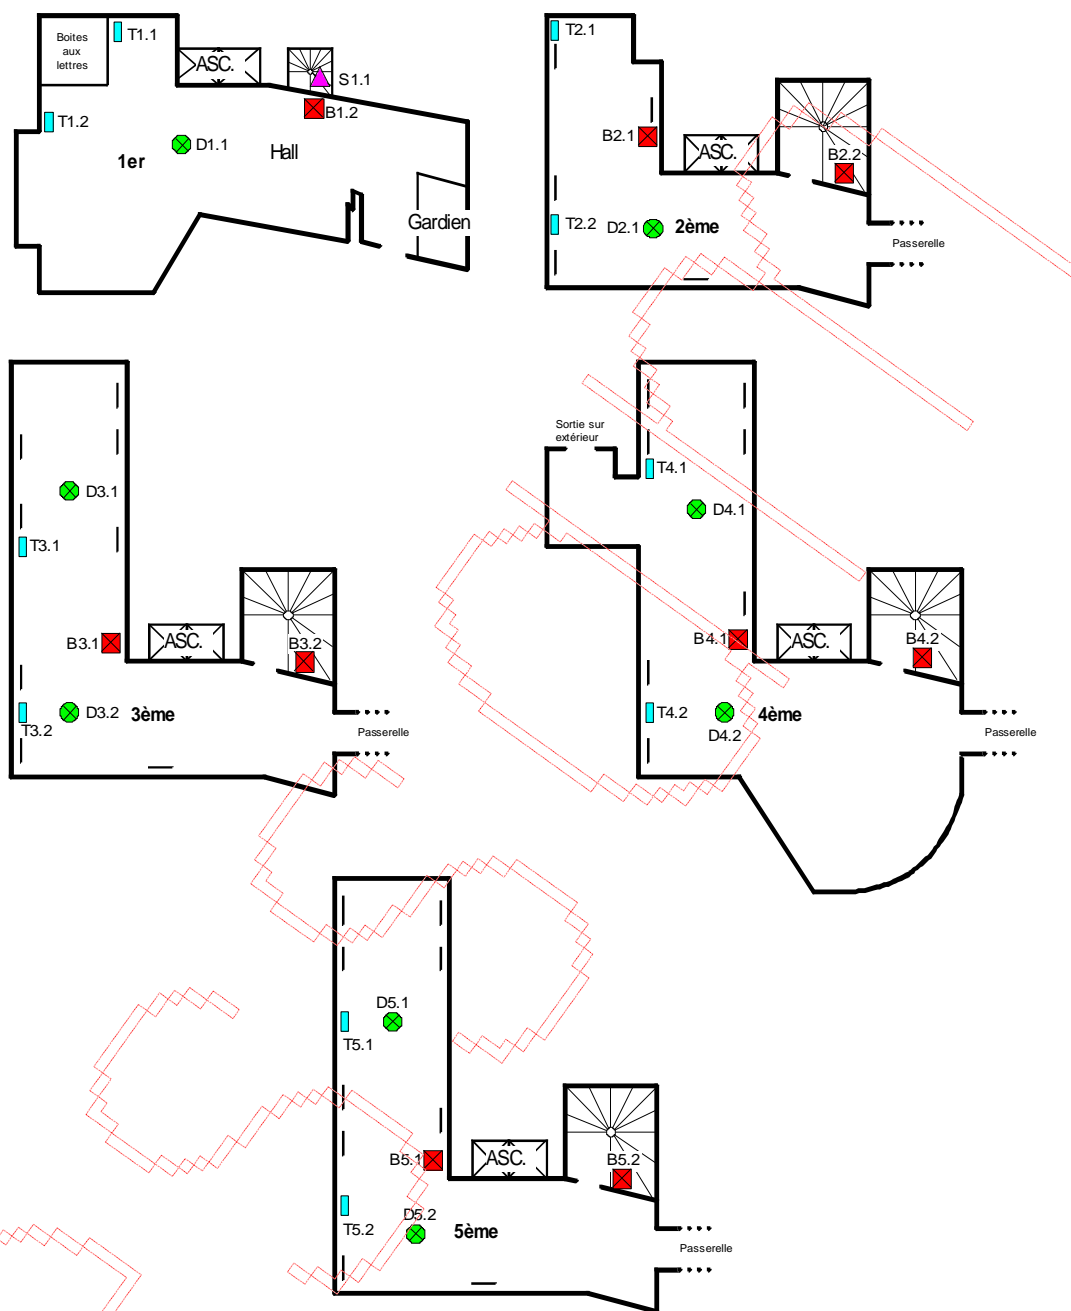 Boites
aux
lettres
T1.1
ASC.
S1.1
B1.2
T1.2
1er
D1.1
Hall
Gardien
T2.1
B2.1
ASC.
B2.2
T2.2
D2.1
2ème
Passerelle
D3.1
T3.1
B3.1
ASC.
B3.2
T3.2
D3.2
3ème
Passerelle
Sortie sur
extérieur
T4.1
D4.1
B4.1
ASC.
B4.2
T4.2
D4.2
4ème
Passerelle
D5.1
T5.1
B5.1
ASC.
B5.2
T5.2
D5.2
5ème
Passerelle